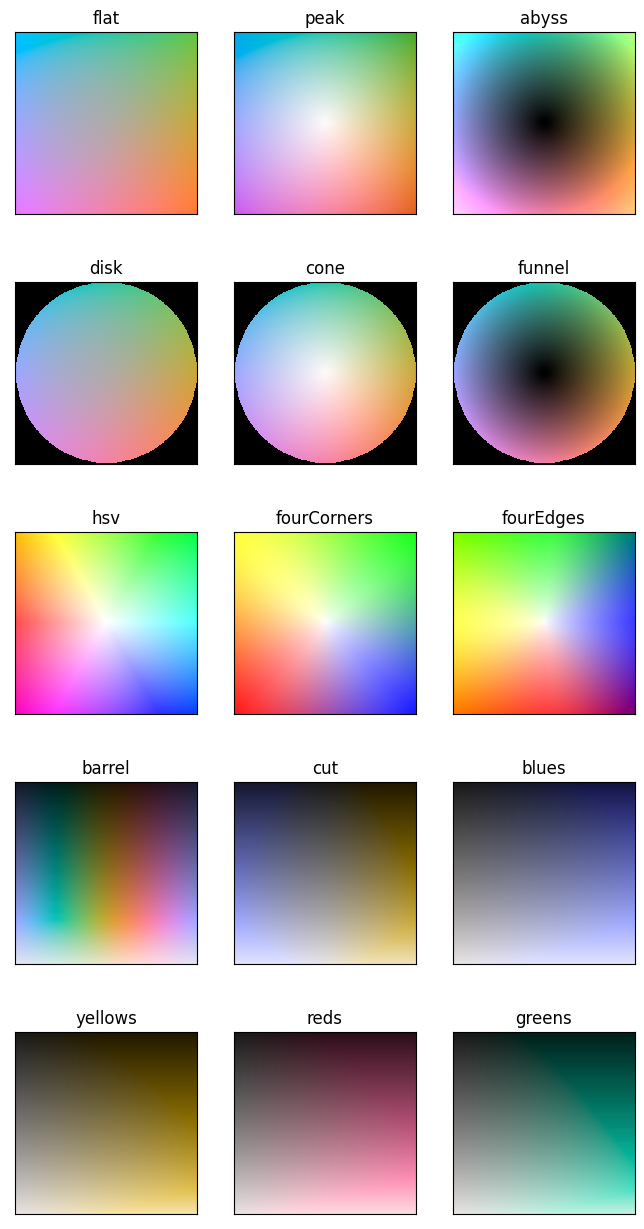 flat
peak
abyss
disk
cone
funnel
hsv
fourCorners
fourEdges
barrel
cut
blues
yellows
reds
greens